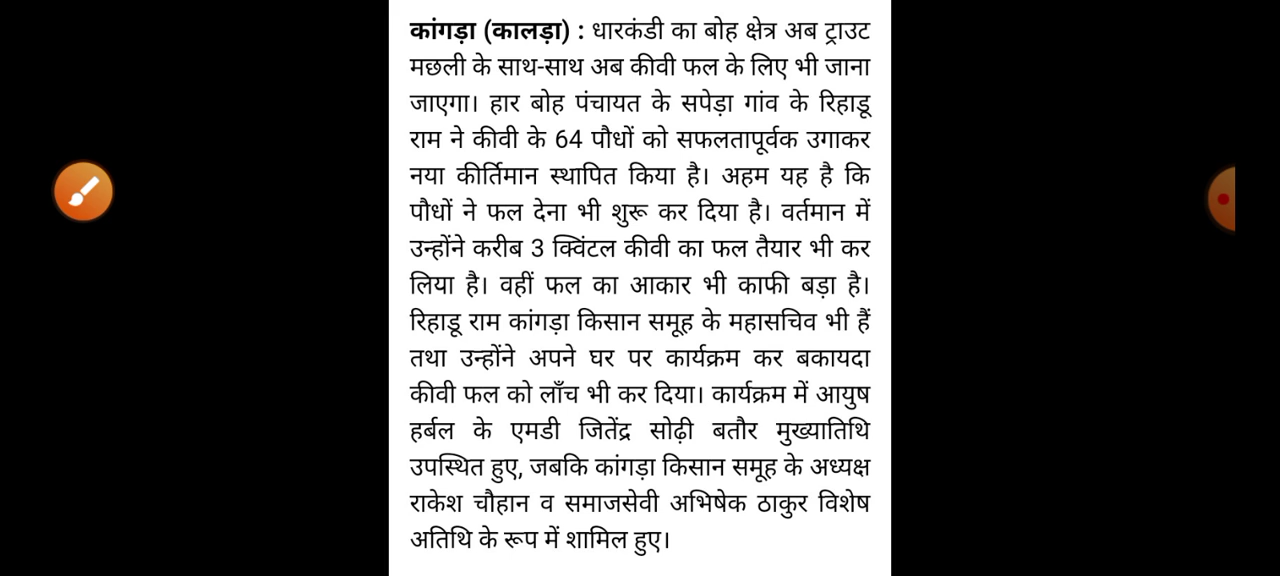 कांगड़ा (कालड़ा) : धारकंडी का बोह क्षेत्र अब ट्राउट
मछली के साथ-साथ अब कीवी फल के लिए भी जाना
जाएगा। हार बोह पंचायत के सपेड़ा गांव के रिहाडू
राम ने कीवी के 64 पौधों को सफलतापूर्वक उगाकर
नया कीर्तिमान स्थापित किया है। अहम यह है कि
पौधों ने फल देना भी शुरू कर दिया है। वर्तमान में
उन्होंने करीब 3 क्विंटल कीवी का फल तैयार भी कर
लिया है। वहीं फल का आकार भी काफी बड़ा है।
रिहाडू राम कांगड़ा किसान समूह के महासचिव भी हैं
तथा उन्होंने अपने घर पर कार्यक्रम कर बकायदा
कीवी फल को लाँच भी कर दिया। कार्यक्रम में आयुष
हर्बल के एमडी जितेंद्र सोढ़ी बतौर मुख्यातिथि
उपस्थित हुए, जबकि कांगड़ा किसान समूह के अध्यक्ष
राकेश चौहान व समाजसेवी अभिषेक ठाकुर विशेष
अतिथि के रूप में शामिल हुए।